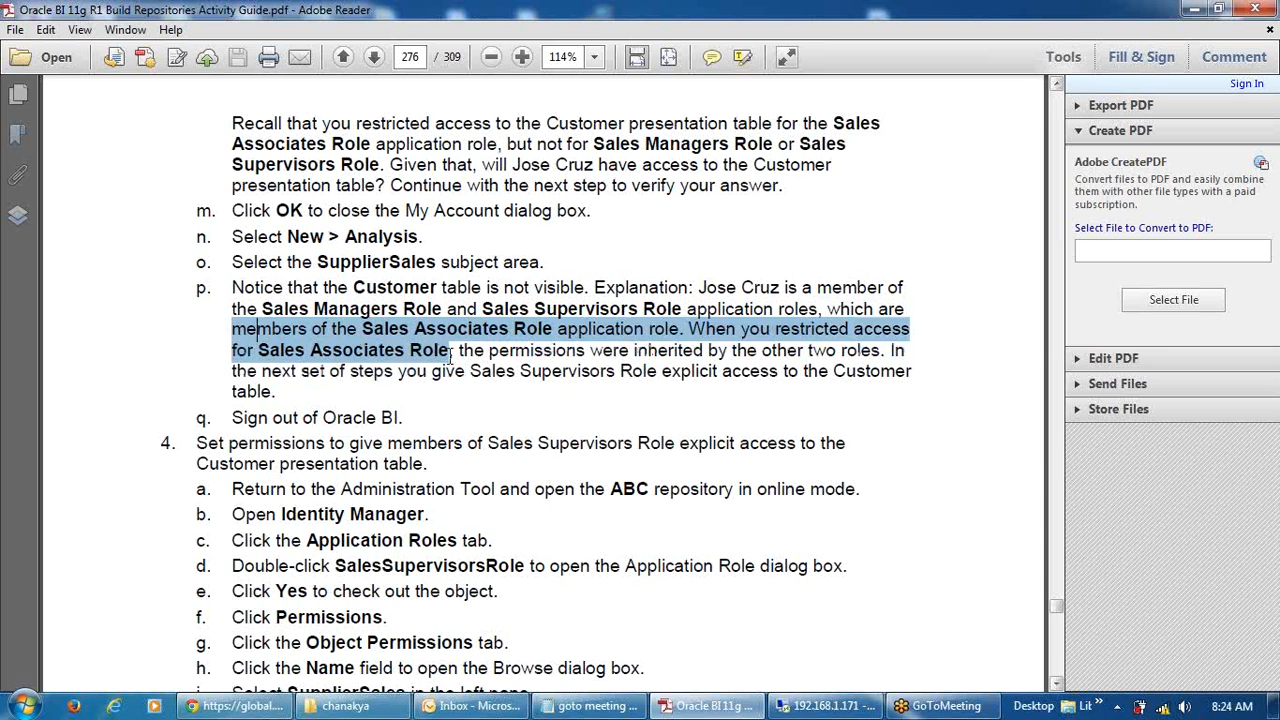 Oracle BI 11g R1 Build Repositories Activity Guide.pdf - Adobe Reader
File Edit View Window Help
Open 276 / 309 114% Tools Fill & Sign Comment
Sign In
Export PDF
Create PDF
Adobe CreatePDF
Convert files to PDF and easily combine
them with other file types with a paid
subscription.
Select File to Convert to PDF:
Select File
Edit PDF
Send Files
Store Files
Recall that you restricted access to the Customer presentation table for the Sales
Associates Role application role, but not for Sales Managers Role or Sales
Supervisors Role. Given that, will Jose Cruz have access to the Customer
presentation table? Continue with the next step to verify your answer.
m. Click OK to close the My Account dialog box.
n. Select New > Analysis.
o. Select the SupplierSales subject area.
p. Notice that the Customer table is not visible. Explanation: Jose Cruz is a member of
the Sales Managers Role and Sales Supervisors Role application roles, which are
members of the Sales Associates Role application role. When you restricted access
for Sales Associates Role, the permissions were inherited by the other two roles. In
the next set of steps you give Sales Supervisors Role explicit access to the Customer
table.
q. Sign out of Oracle BI.
4. Set permissions to give members of Sales Supervisors Role explicit access to the
Customer presentation table.
a. Return to the Administration Tool and open the ABC repository in online mode.
b. Open Identity Manager.
c. Click the Application Roles tab.
d. Double-click SalesSupervisorsRole to open the Application Role dialog box.
e. Click Yes to check out the object.
f. Click Permissions.
g. Click the Object Permissions tab.
h. Click the Name field to open the Browse dialog box.
i. Select SupplierSales in the left pane.
https://global.... chanakya Inbox - Micros... goto meeting ... Oracle BI 11g ... 192.168.1.171 -... GoToMeeting Desktop Lit » 8:24 AM